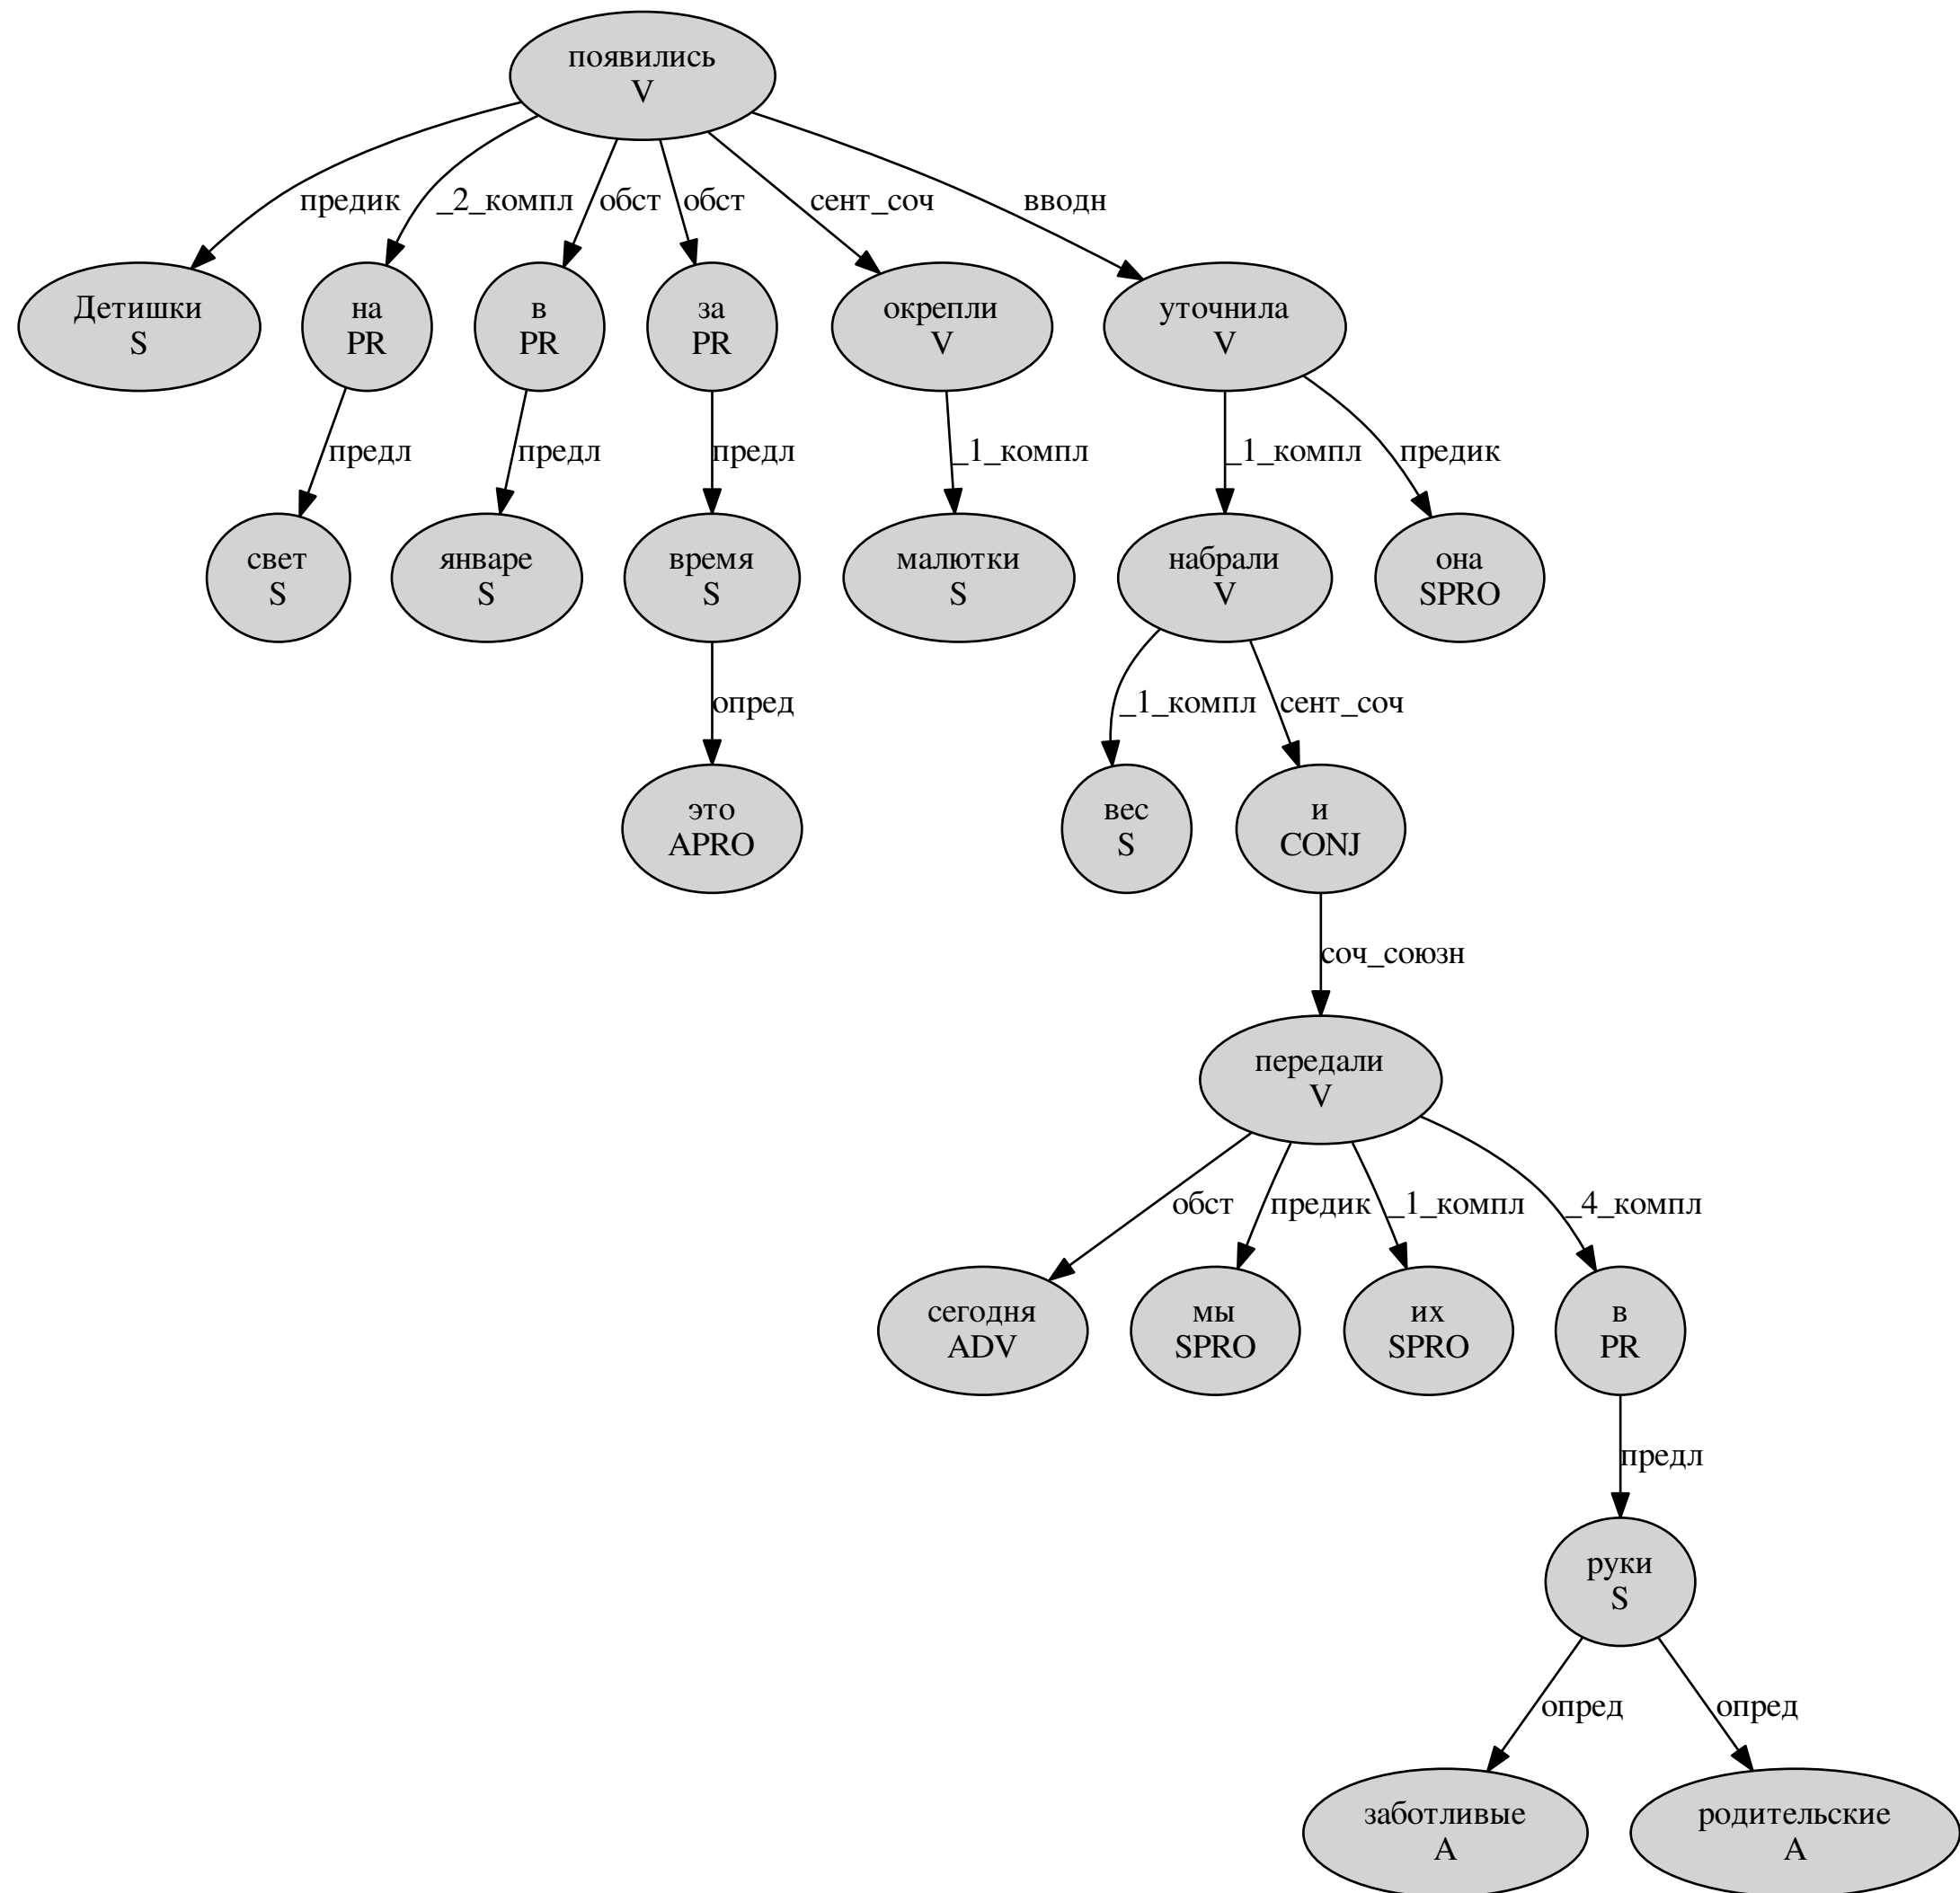 появились
V
предик
_2_компл
обст
обст
сент_соч
вводн
Детишки
S
на
PR
в
PR
за
PR
окрепли
V
уточнила
V
предл
предл
предл
_1_компл
_1_компл
предик
свет
S
январе
S
время
S
малютки
S
набрали
V
она
SPRO
опред
_1_компл
сент_соч
это
APRO
вес
S
и
CONJ
соч_союзн
передали
V
обст
предик
_1_компл
_4_компл
сегодня
ADV
мы
SPRO
их
SPRO
в
PR
предл
руки
S
опред
опред
заботливые
A
родительские
A